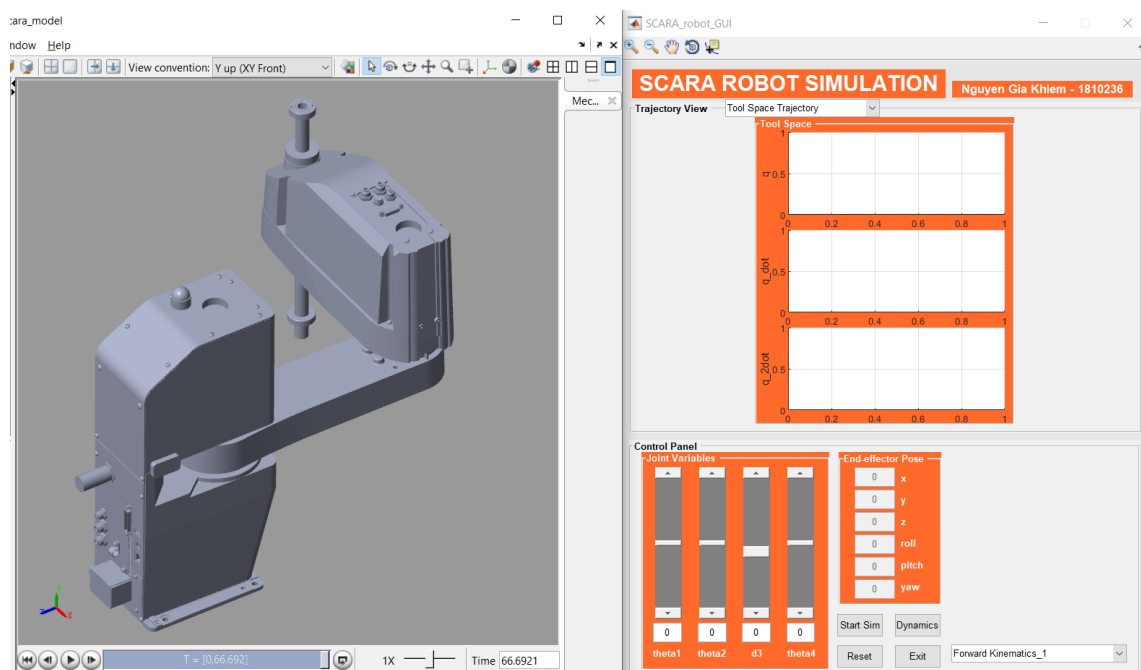 cara_model
ndow Help
View convention: Y up (XY Front)
Mec...
T = [0,66.692]
1X
Time 66.6921
SCARA_robot_GUI
SCARA ROBOT SIMULATION
Nguyen Gia Khiem - 1810236
Trajectory View
Tool Space Trajectory
Tool Space
1
q 0.5
0
0 0.2 0.4 0.6 0.8 1
1
q_dot 0.5
0
0 0.2 0.4 0.6 0.8 1
1
q_2dot 0.5
0
0 0.2 0.4 0.6 0.8 1
Control Panel
Joint Variables
0 0 0 0
theta1 theta2 d3 theta4
End-effector Pose
0 x
0 y
0 z
0 roll
0 pitch
0 yaw
Start Sim Dynamics
Reset Exit Forward Kinematics_1
Y
X